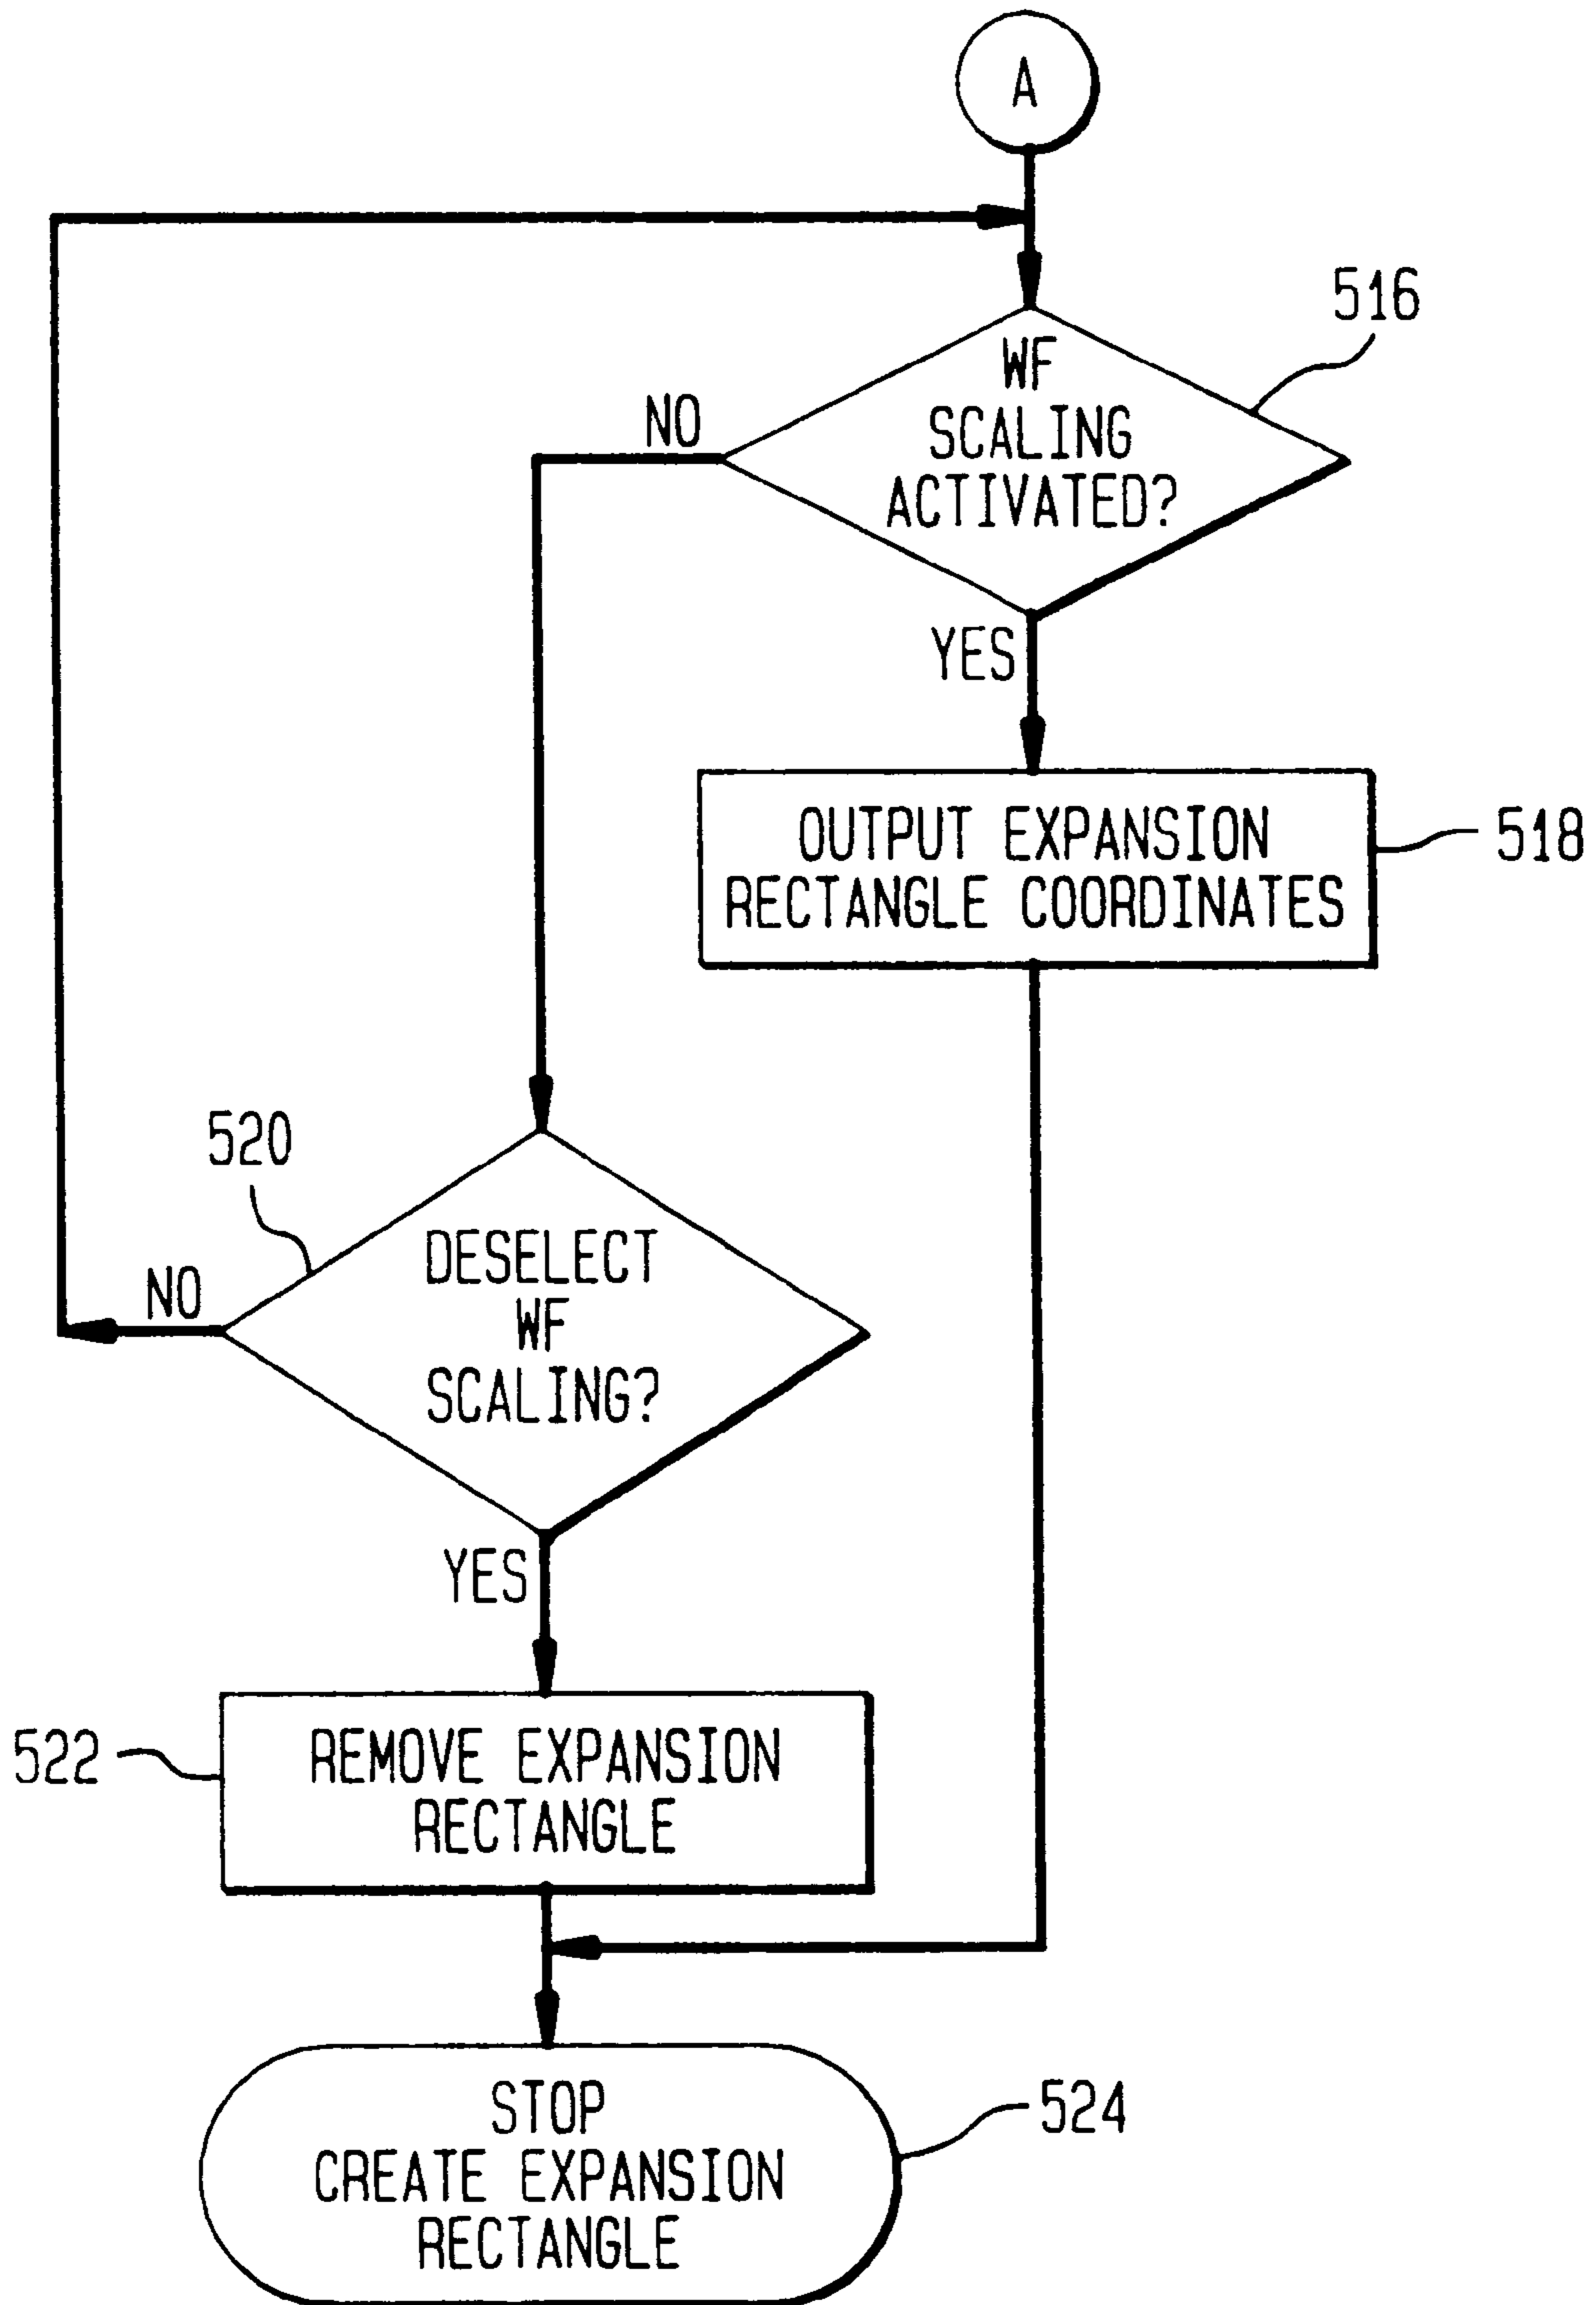 A
516
WF
SCALING
ACTIVATED?
NO
YES
OUTPUT EXPANSION
RECTANGLE COORDINATES
518
520
DESELECT
WF
SCALING?
NO
YES
522
REMOVE EXPANSION
RECTANGLE
STOP
CREATE EXPANSION
RECTANGLE
524